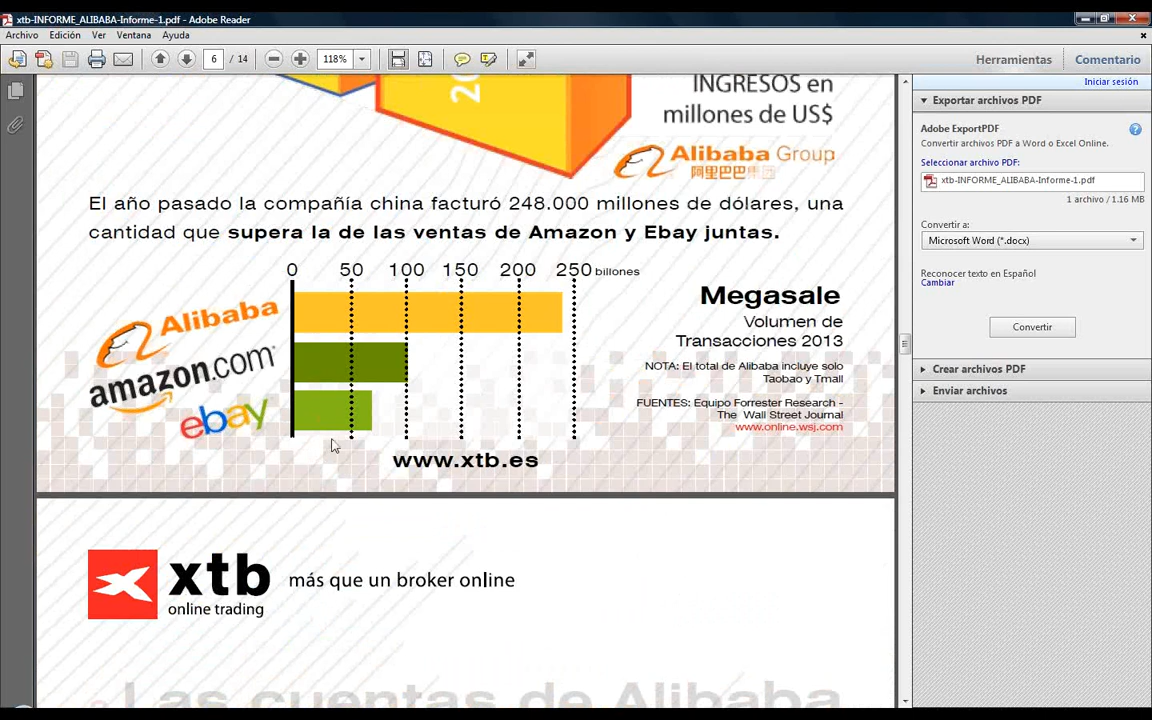 xtb-INFORME_ALIBABA-Informe-1.pdf - Adobe Reader
Archivo Edición Ver Ventana Ayuda
6 / 14 118% Herramientas Comentario
Iniciar sesión
Exportar archivos PDF
Adobe ExportPDF
Convertir archivos PDF a Word o Excel Online.
Seleccionar archivo PDF:
xtb-INFORME_ALIBABA-Informe-1.pdf
1 archivo / 1.16 MB
Convertir a:
Microsoft Word (*.docx)
Reconocer texto en Español
Cambiar
Convertir
Crear archivos PDF
Enviar archivos
20
INGRESOS en
millones de US$
Alibaba Group
阿里巴巴集团
El año pasado la compañía china facturó 248.000 millones de dólares, una
cantidad que supera la de las ventas de Amazon y Ebay juntas.
0 50 100 150 200 250 billones
Alibaba
amazon.com
ebay
Megasale
Volumen de
Transacciones 2013
NOTA: El total de Alibaba incluye solo
Taobao y Tmall
FUENTES: Equipo Forrester Research -
The Wall Street Journal
www.online.wsj.com
www.xtb.es
xtb
online trading
más que un broker online
Las cuentas de Alibaba